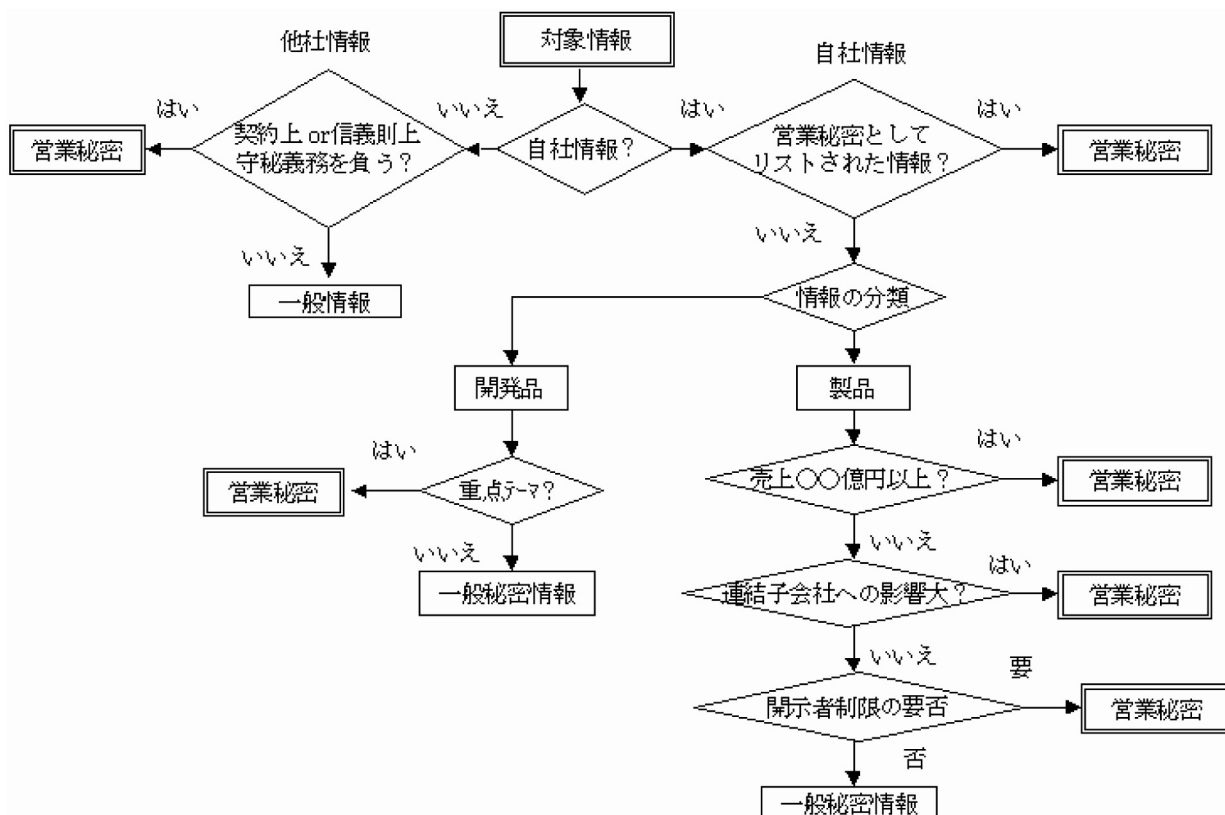 他社情報
対象情報
自社情報
はい
いいえ
はい
はい
営業秘密
契約上or信義則上
守秘義務を負う？
自社情報？
営業秘密として
リストされた情報？
営業秘密
いいえ
いいえ
一般情報
情報の分類
開発品
製品
はい
はい
営業秘密
重点ﾃｰﾏ？
売上○○億円以上？
営業秘密
いいえ
いいえ
はい
一般秘密情報
連結子会社への影響大？
営業秘密
いいえ
要
開示者制限の要否
営業秘密
否
一般秘密情報